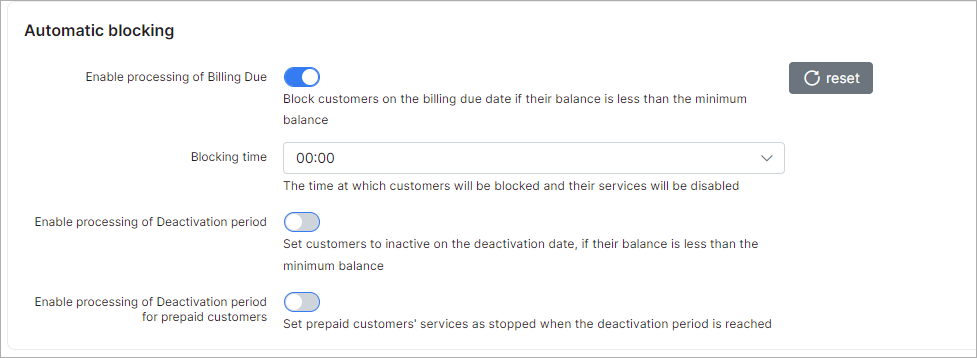 Automatic blocking
Enable processing of Billing Due
reset
Block customers on the billing due date if their balance is less than the minimum
balance
Blocking time
00:00
The time at which customers will be blocked and their services will be disabled
Enable processing of Deactivation period
Set customers to inactive on the deactivation date, if their balance is less than the
minimum balance
Enable processing of Deactivation period
for prepaid customers
Set prepaid customers' services as stopped when the deactivation period is reached